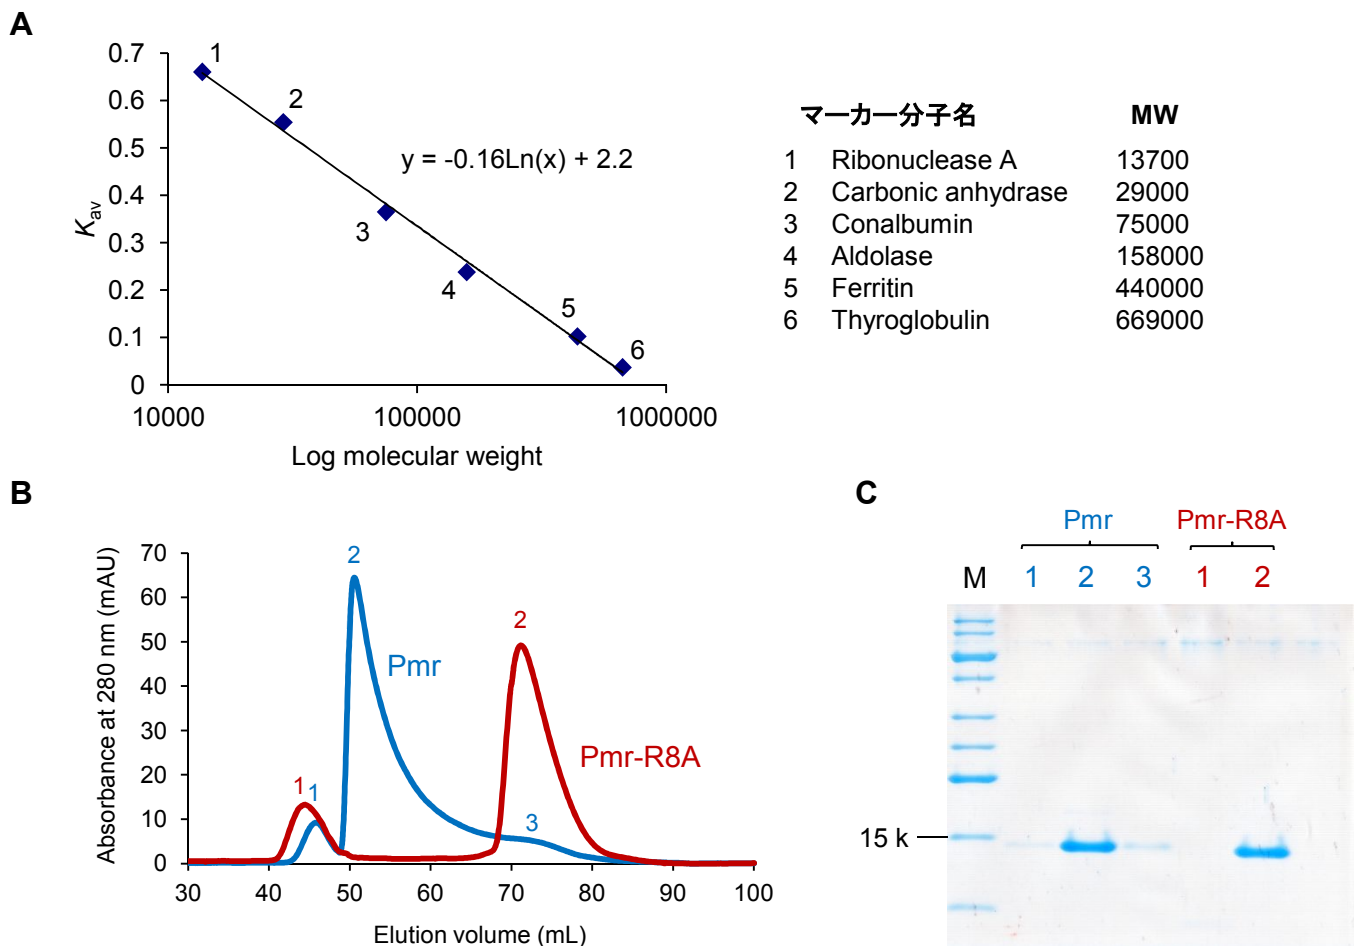 A
0.7
0.6
0.5
0.4
0.3
0.2
0.1
0
K_av
1
2
3
4
5
6
y = -0.16Ln(x) + 2.2
10000 100000 1000000
Log molecular weight
マーカー分子名 MW
1 Ribonuclease A 13700
2 Carbonic anhydrase 29000
3 Conalbumin 75000
4 Aldolase 158000
5 Ferritin 440000
6 Thyroglobulin 669000
B
Absorbance at 280 nm (mAU)
70
60
50
40
30
20
10
0
2
Pmr
2
Pmr-R8A
1 1
3
30 40 50 60 70 80 90 100
Elution volume (mL)
C
Pmr Pmr-R8A
M 1 2 3 1 2
15 k